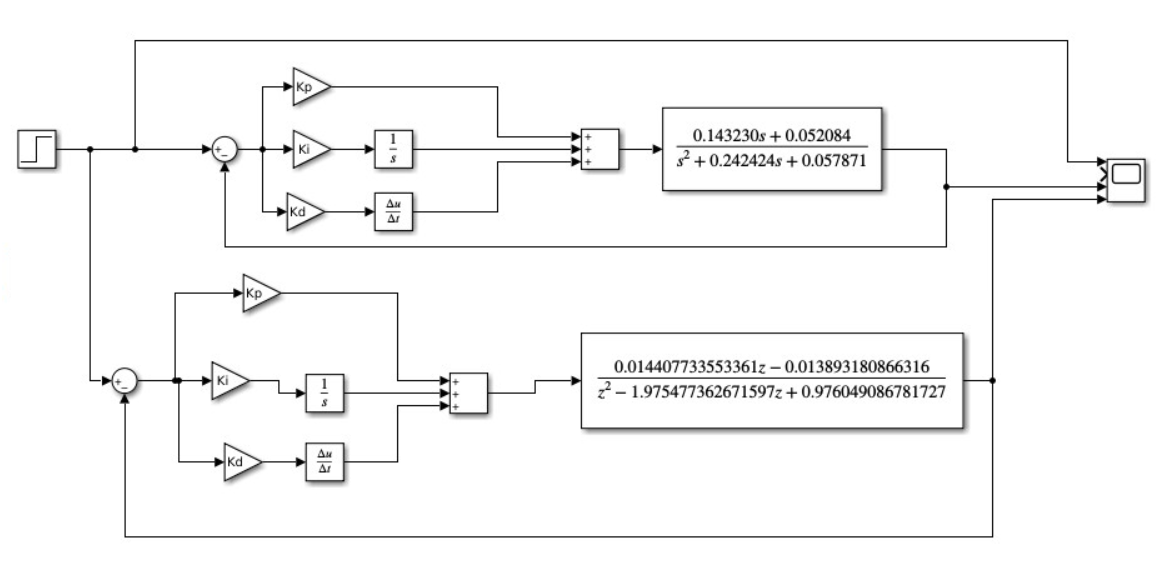 Kp
+
−
Ki
1
s
+
+
+
0.143230s + 0.052084
s² + 0.242424s + 0.057871
Kd
Δu
Δt
Kp
+
−
Ki
1
s
+
+
+
0.014407733553361z − 0.013893180866316
z² − 1.975477362671597z + 0.976049086781727
Kd
Δu
Δt